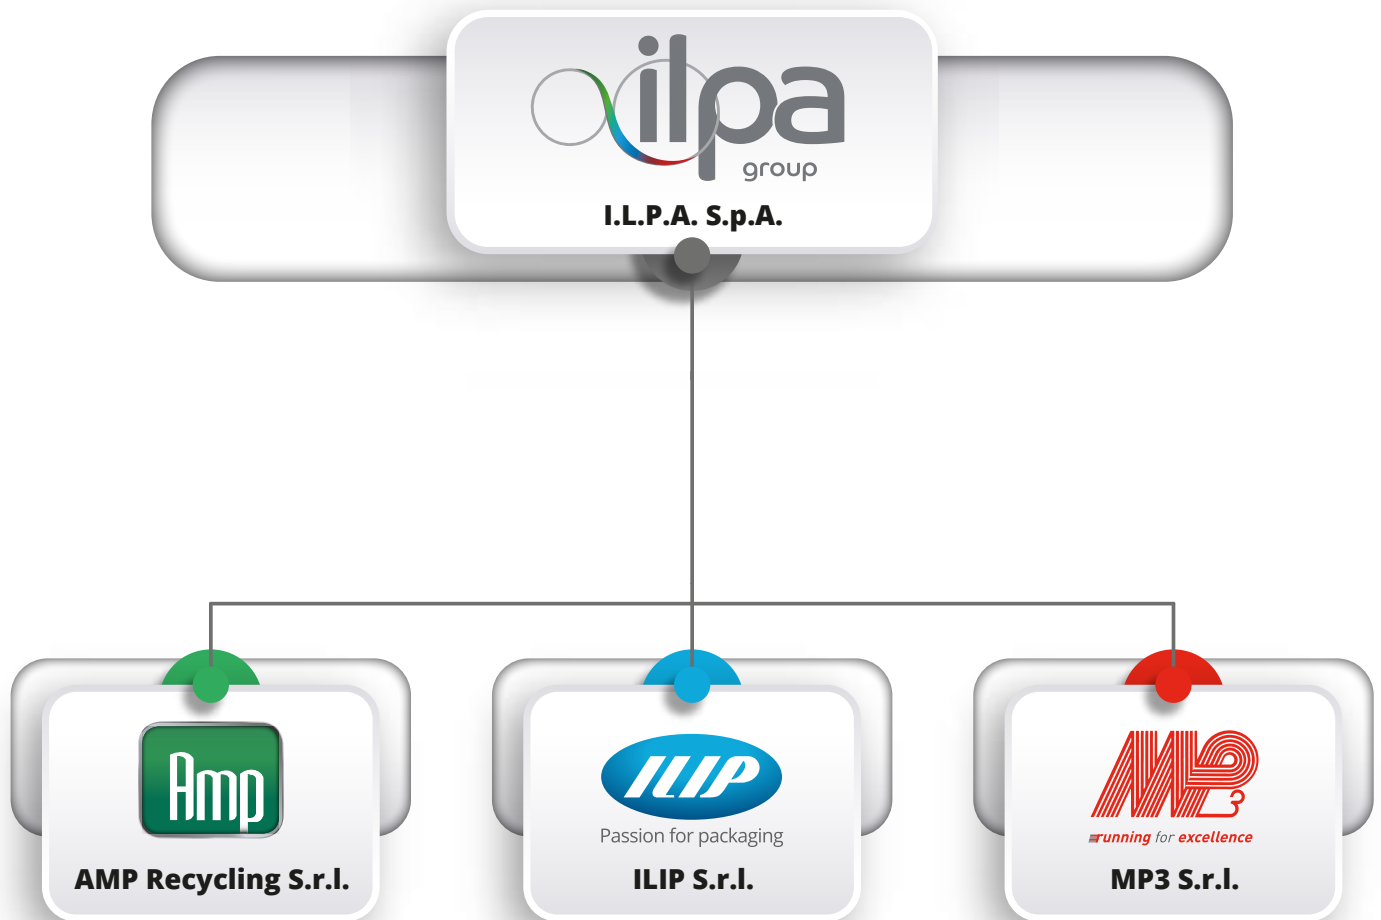 ilpa
group
I.L.P.A. S.p.A.
Amp
AMP Recycling S.r.l.
ILIP
Passion for packaging
ILIP S.r.l.
MP3
running for excellence
MP3 S.r.l.